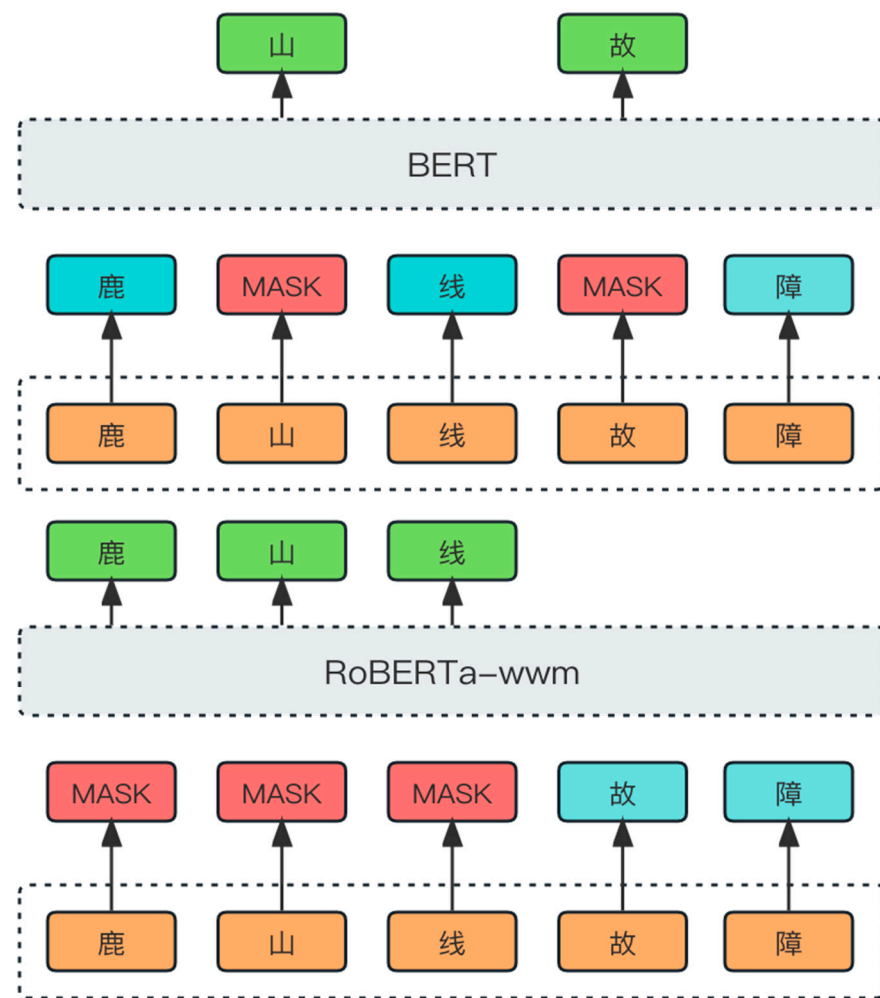 山 故
BERT
鹿 MASK 线 MASK 障
鹿 山 线 故 障
鹿 山 线
RoBERTa-wwm
MASK MASK MASK 故 障
鹿 山 线 故 障